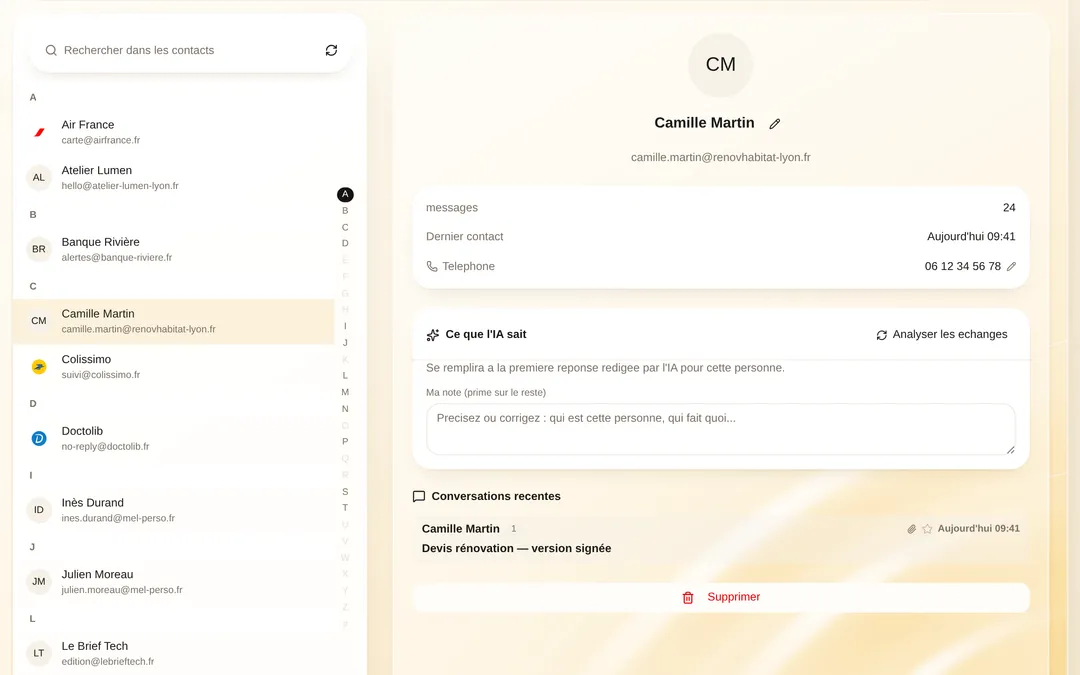 Rechercher dans les contacts
A
Air France
carte@airfrance.fr
AL
Atelier Lumen
hello@atelier-lumen-lyon.fr
B
BR
Banque Rivière
alertes@banque-riviere.fr
C
CM
Camille Martin
camille.martin@renovhabitat-lyon.fr
Colissimo
suivi@colissimo.fr
D
Doctolib
no-reply@doctolib.fr
I
ID
Inès Durand
ines.durand@mel-perso.fr
J
JM
Julien Moreau
julien.moreau@mel-perso.fr
L
LT
Le Brief Tech
edition@lebrieftech.fr
A
B
C
D
E
F
G
H
I
J
K
L
M
N
O
P
Q
R
S
T
U
V
W
X
Y
Z
#
CM
Camille Martin
camille.martin@renovhabitat-lyon.fr
messages 24
Dernier contact Aujourd'hui 09:41
Telephone 06 12 34 56 78
Ce que l'IA sait Analyser les echanges
Se remplira a la premiere reponse redigee par l'IA pour cette personne.
Ma note (prime sur le reste)
Precisez ou corrigez : qui est cette personne, qui fait quoi...
Conversations recentes
Camille Martin 1 Aujourd'hui 09:41
Devis rénovation — version signée
Supprimer